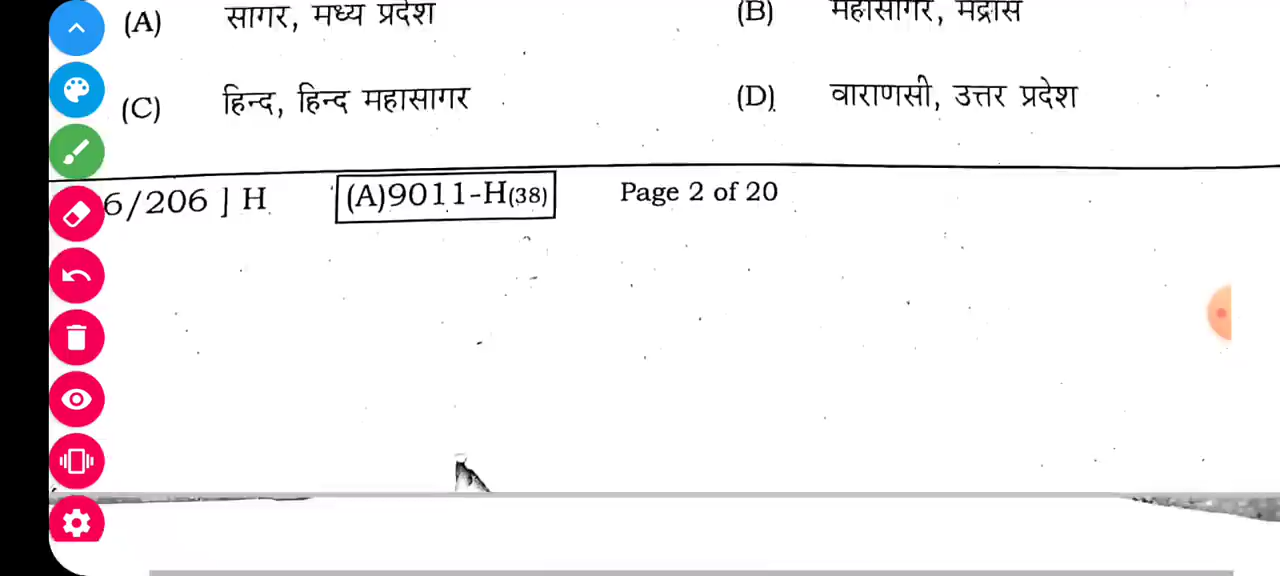 (A) सागर, मध्य प्रदेश (B) महासागर, मद्रास
(C) हिन्द, हिन्द महासागर (D) वाराणसी, उत्तर प्रदेश
6/206 ] H (A)9011-H(38) Page 2 of 20